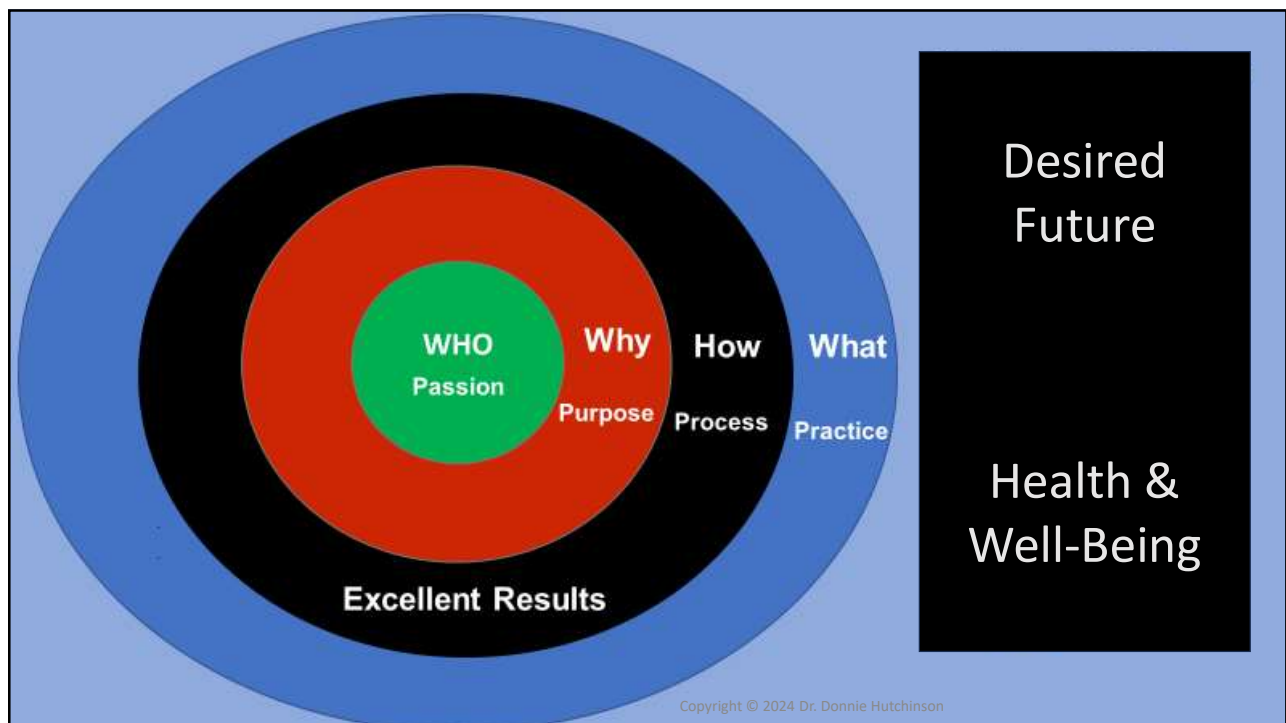 WHO
Passion
Why
Purpose
How
Process
What
Practice
Excellent Results
Desired
Future
Health &
Well-Being
Copyright © 2024 Dr. Donnie Hutchinson